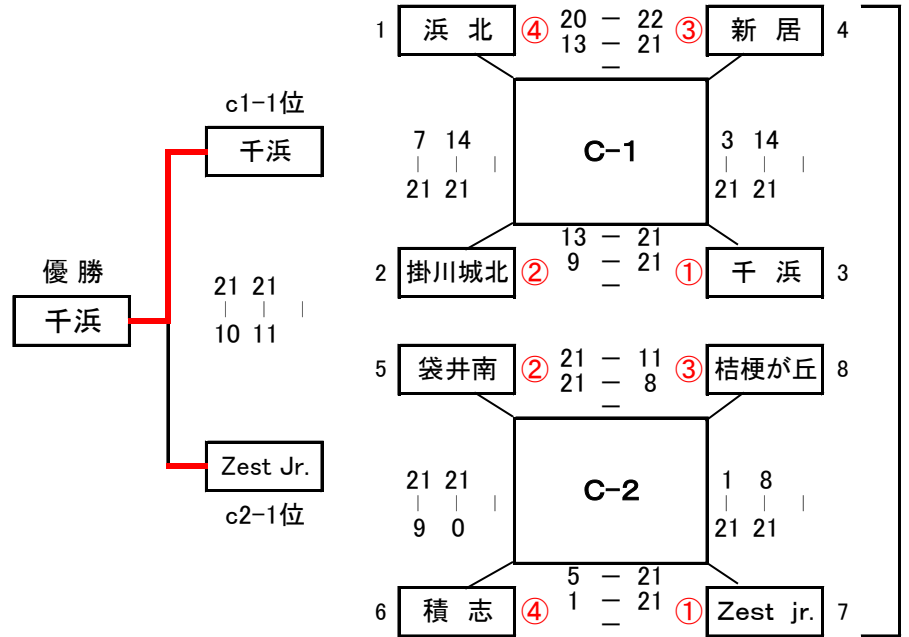 1 浜 北 ④ 20 － 22 ③ 新 居 4
13 － 21
－
c1-1位
千浜
7 14
| | |
21 21
C-1
3 14
| | |
21 21
13 － 21
2 掛川城北 ② 9 － 21 ① 千 浜 3
－
優 勝
千浜
21 21
| | |
10 11
5 袋井南 ② 21 － 11 ③ 桔梗が丘 8
21 － 8
－
Zest Jr.
c2-1位
21 21
| | |
9 0
C-2
1 8
| | |
21 21
5 － 21
6 積 志 ④ 1 － 21 ① Zest jr. 7
－